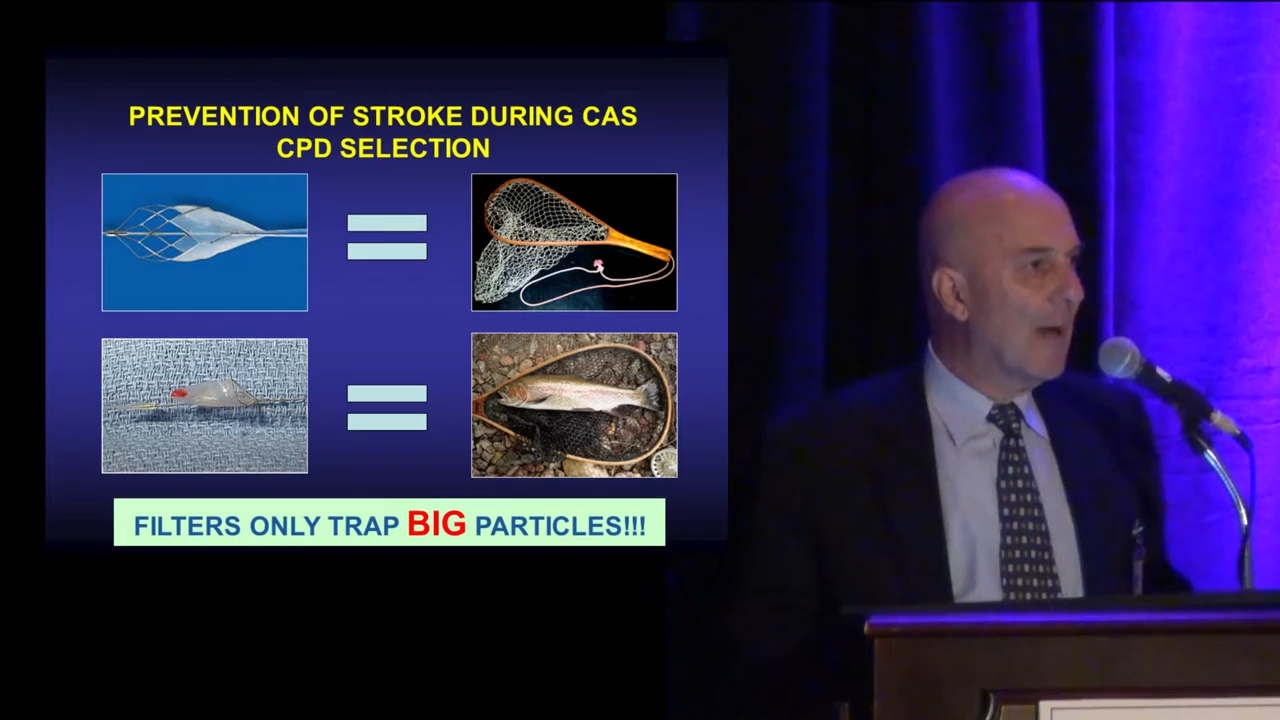 PREVENTION OF STROKE DURING CAS
CPD SELECTION
FILTERS ONLY TRAP BIG PARTICLES!!!